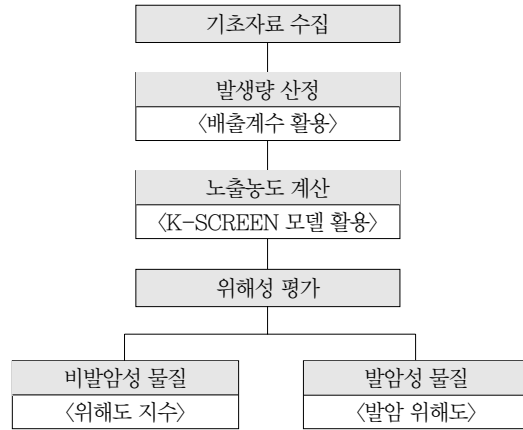 기초자료 수집
발생량 산정
〈배출계수 활용〉
노출농도 계산
〈K-SCREEN 모델 활용〉
위해성 평가
비발암성 물질
〈위해도 지수〉
발암성 물질
〈발암 위해도〉